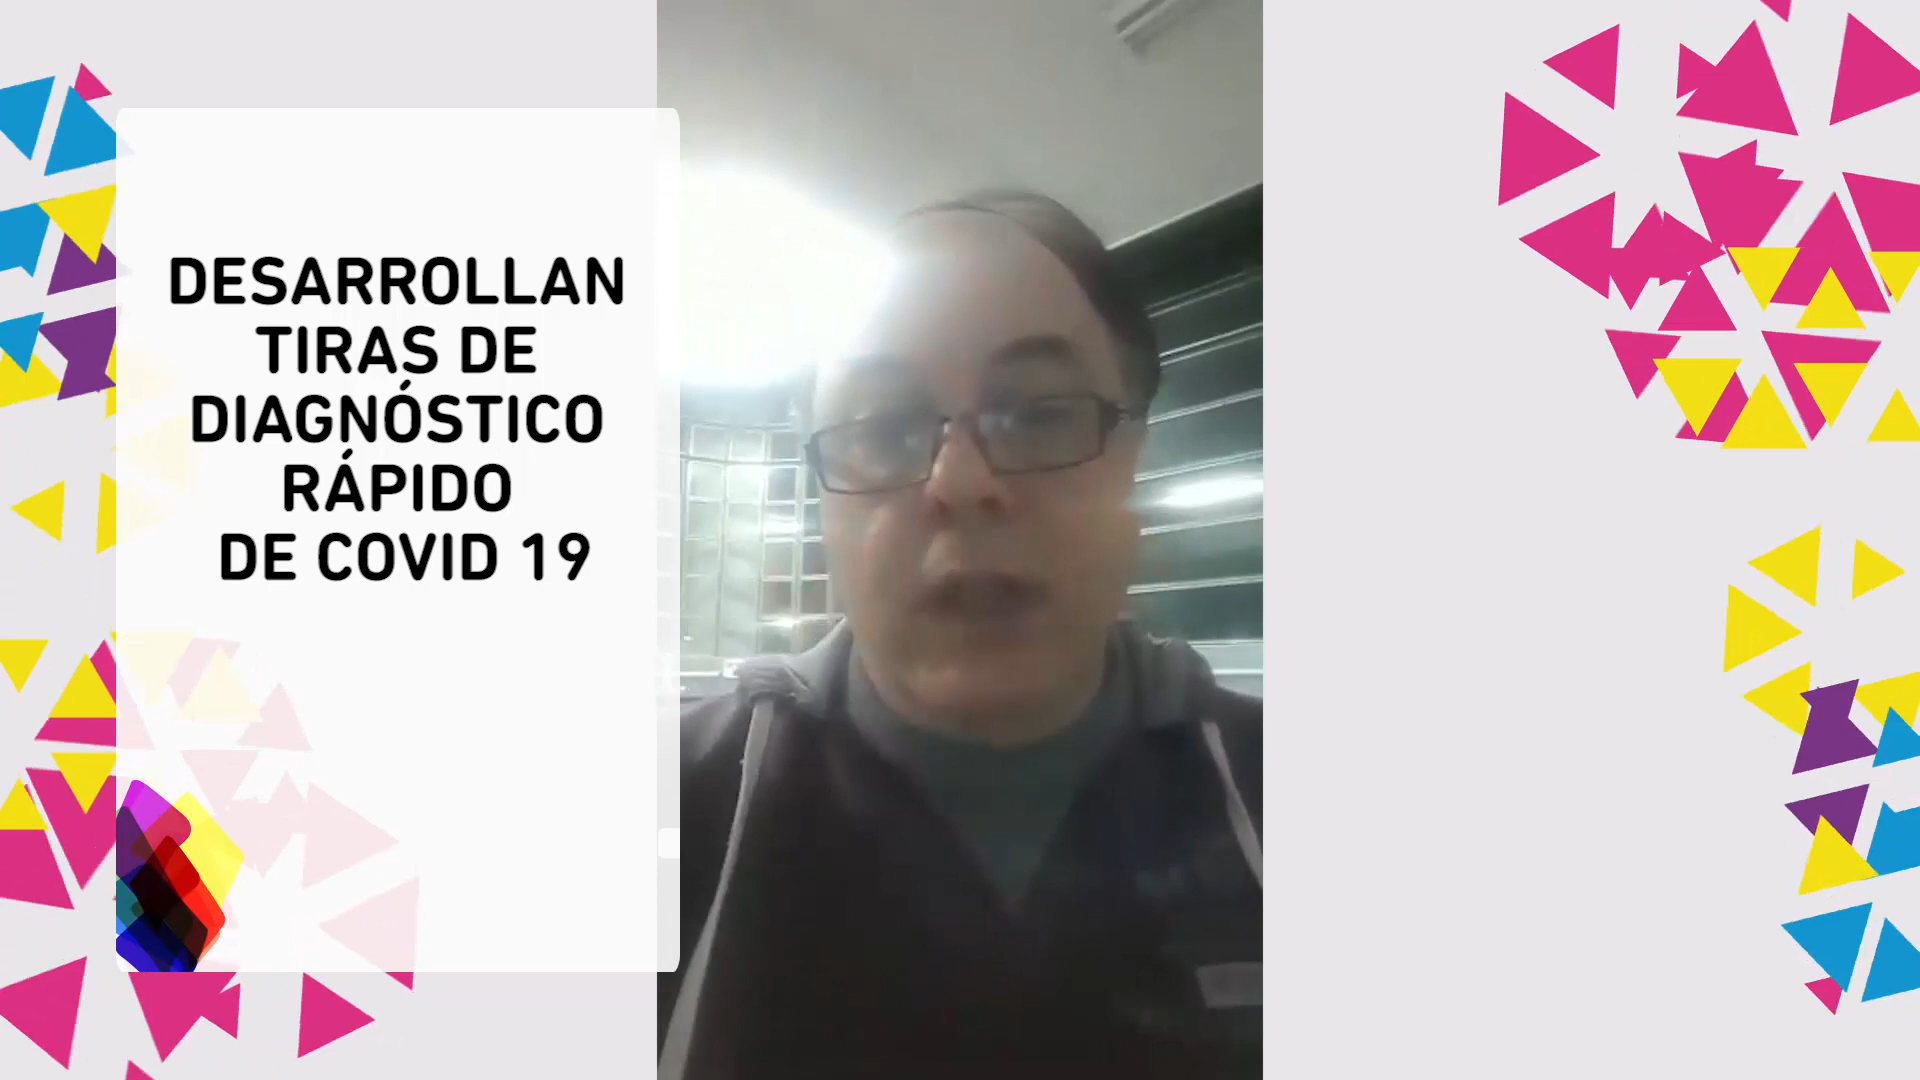 DESARROLLAN
TIRAS DE
DIAGNÓSTICO
RÁPIDO
DE COVID 19